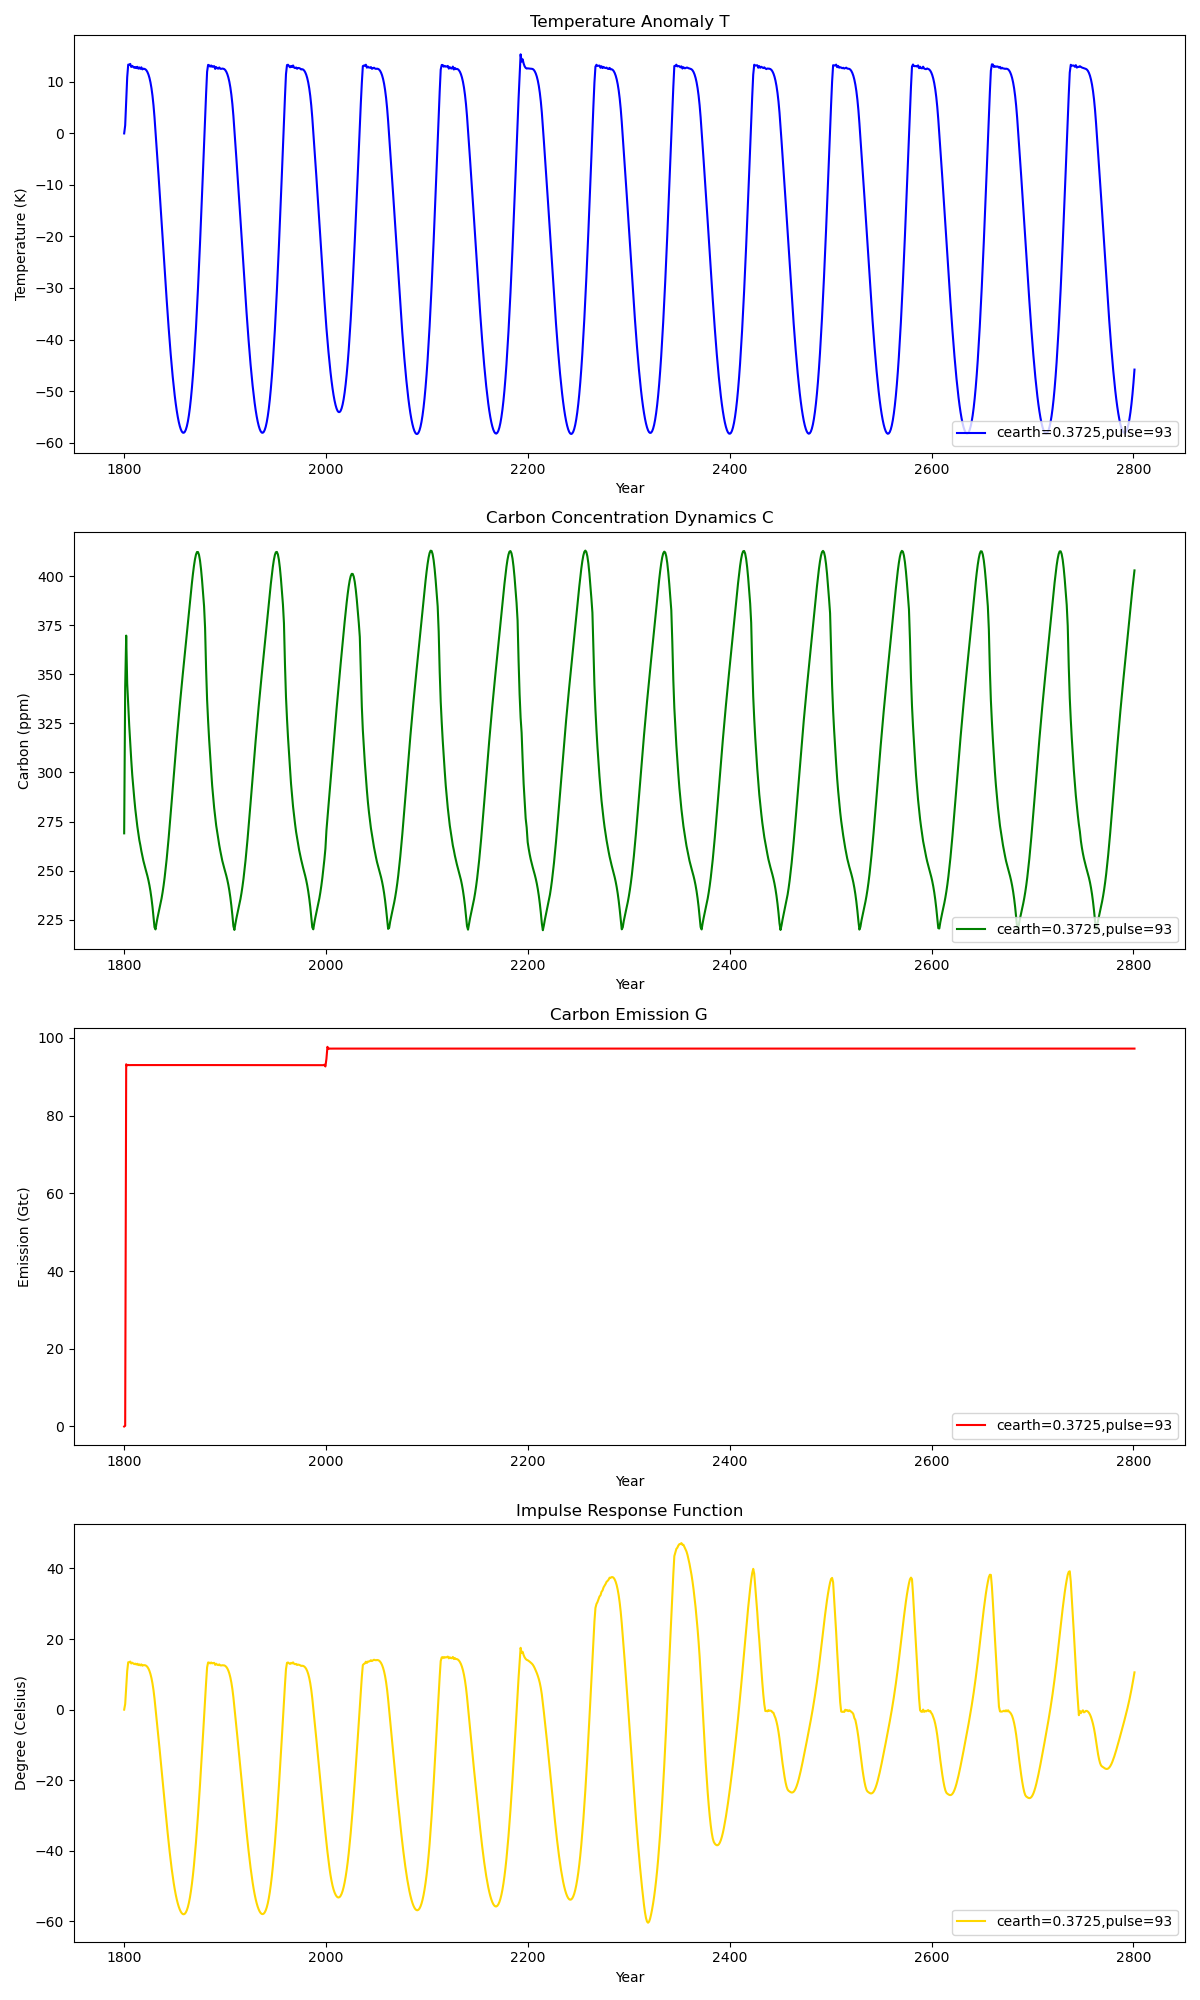 Temperature Anomaly T
10
0
−10
−20
−30
−40
−50
−60
Temperature (K)
cearth=0.3725,pulse=93
1800 2000 2200 2400 2600 2800
Year
Carbon Concentration Dynamics C
400
375
350
325
300
275
250
225
Carbon (ppm)
cearth=0.3725,pulse=93
1800 2000 2200 2400 2600 2800
Year
Carbon Emission G
100
80
60
40
20
0
Emission (Gtc)
cearth=0.3725,pulse=93
1800 2000 2200 2400 2600 2800
Year
Impulse Response Function
40
20
0
−20
−40
−60
Degree (Celsius)
cearth=0.3725,pulse=93
1800 2000 2200 2400 2600 2800
Year